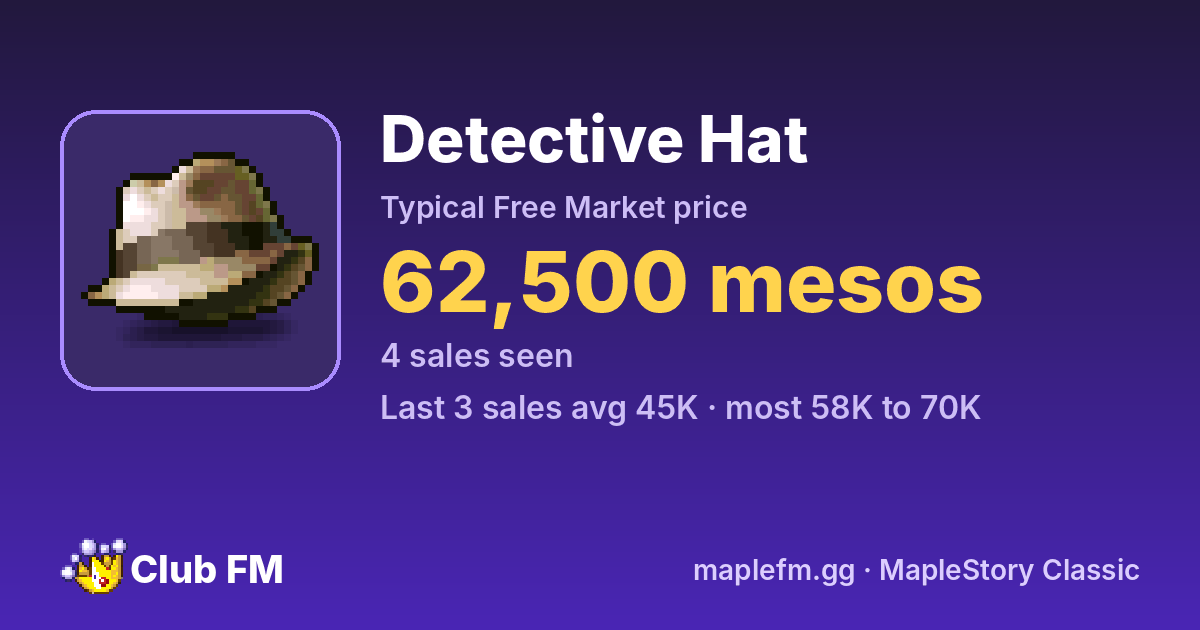 Detective Hat
Typical Free Market price
62,500 mesos
4 sales seen
Last 3 sales avg 45K · most 58K to 70K
Club FM
maplefm.gg · MapleStory Classic